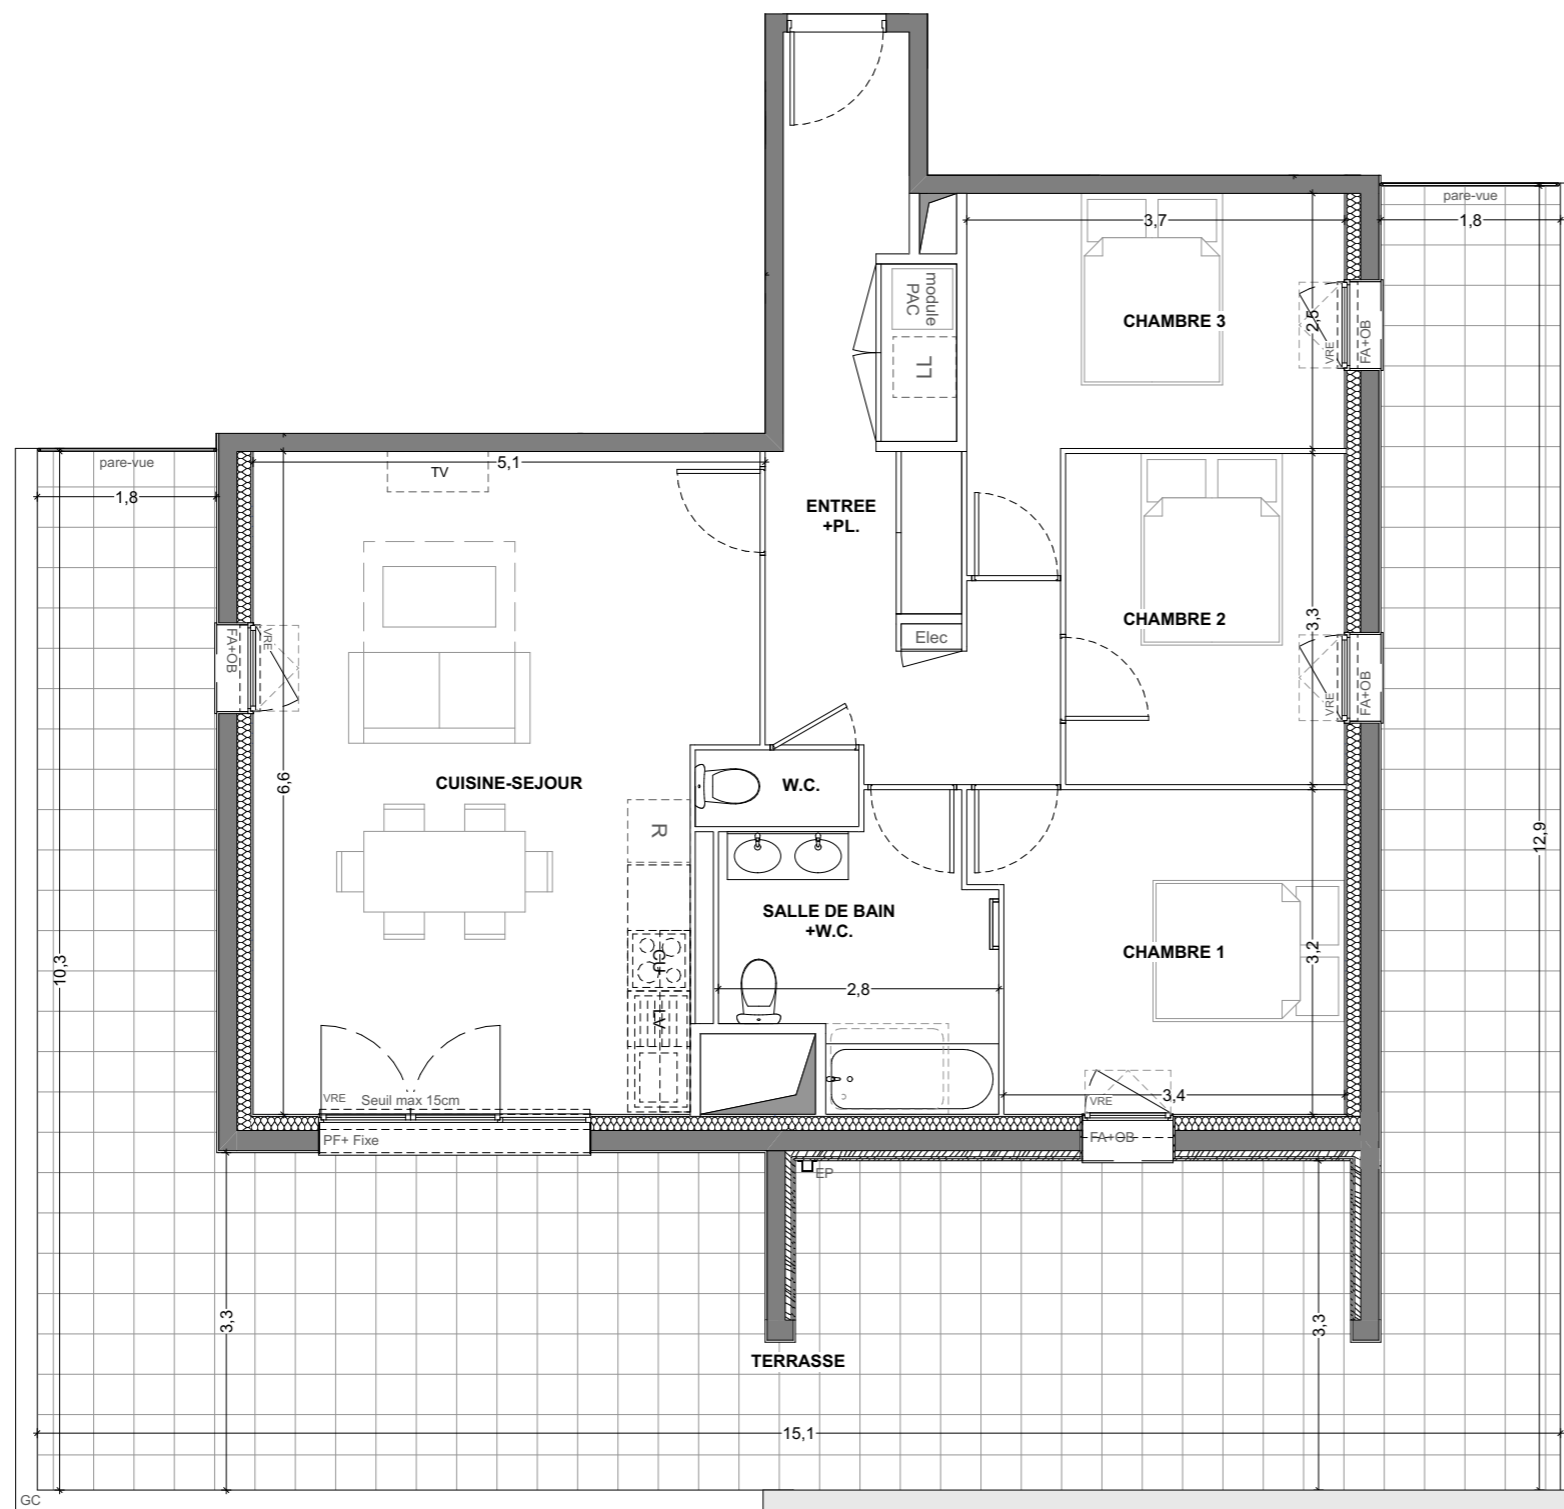 pare-vue
1,8
3,7
module
PAC
LL
CHAMBRE 3
2,5
VRE
FA+OB
pare-vue
1,8
TV
5,1
ENTREE
+PL.
CHAMBRE 2
3,3
VRE
FA+OB
Elec
FA+OB
VRE
CUISINE-SEJOUR
6,6
W.C.
R
12,9
SALLE DE BAIN
+W.C.
CHAMBRE 1
3,2
10,3
CU
2,8
LV
VRE
Seuil max 15cm
PF+ Fixe
VRE
3,4
FA+OB
EP
3,3
3,3
TERRASSE
15,1
GC